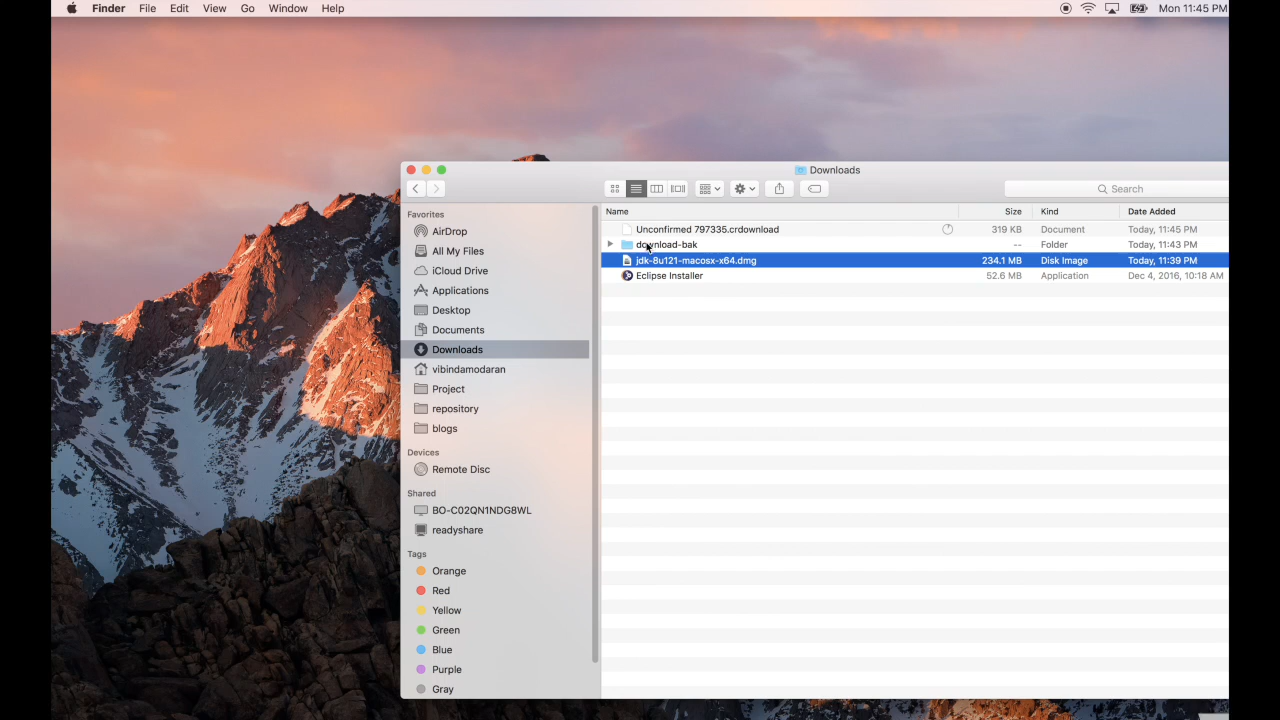 Finder File Edit View Go Window Help Mon 11:45 PM
Downloads
Search
Favorites
AirDrop
All My Files
iCloud Drive
Applications
Desktop
Documents
Downloads
vibindamodaran
Project
repository
blogs
Devices
Remote Disc
Shared
BO-C02QN1NDG8WL
readyshare
Tags
Orange
Red
Yellow
Green
Blue
Purple
Gray
Name Size Kind Date Added
Unconfirmed 797335.crdownload 319 KB Document Today, 11:45 PM
download-bak -- Folder Today, 11:43 PM
jdk-8u121-macosx-x64.dmg 234.1 MB Disk Image Today, 11:39 PM
Eclipse Installer 52.6 MB Application Dec 4, 2016, 10:18 AM